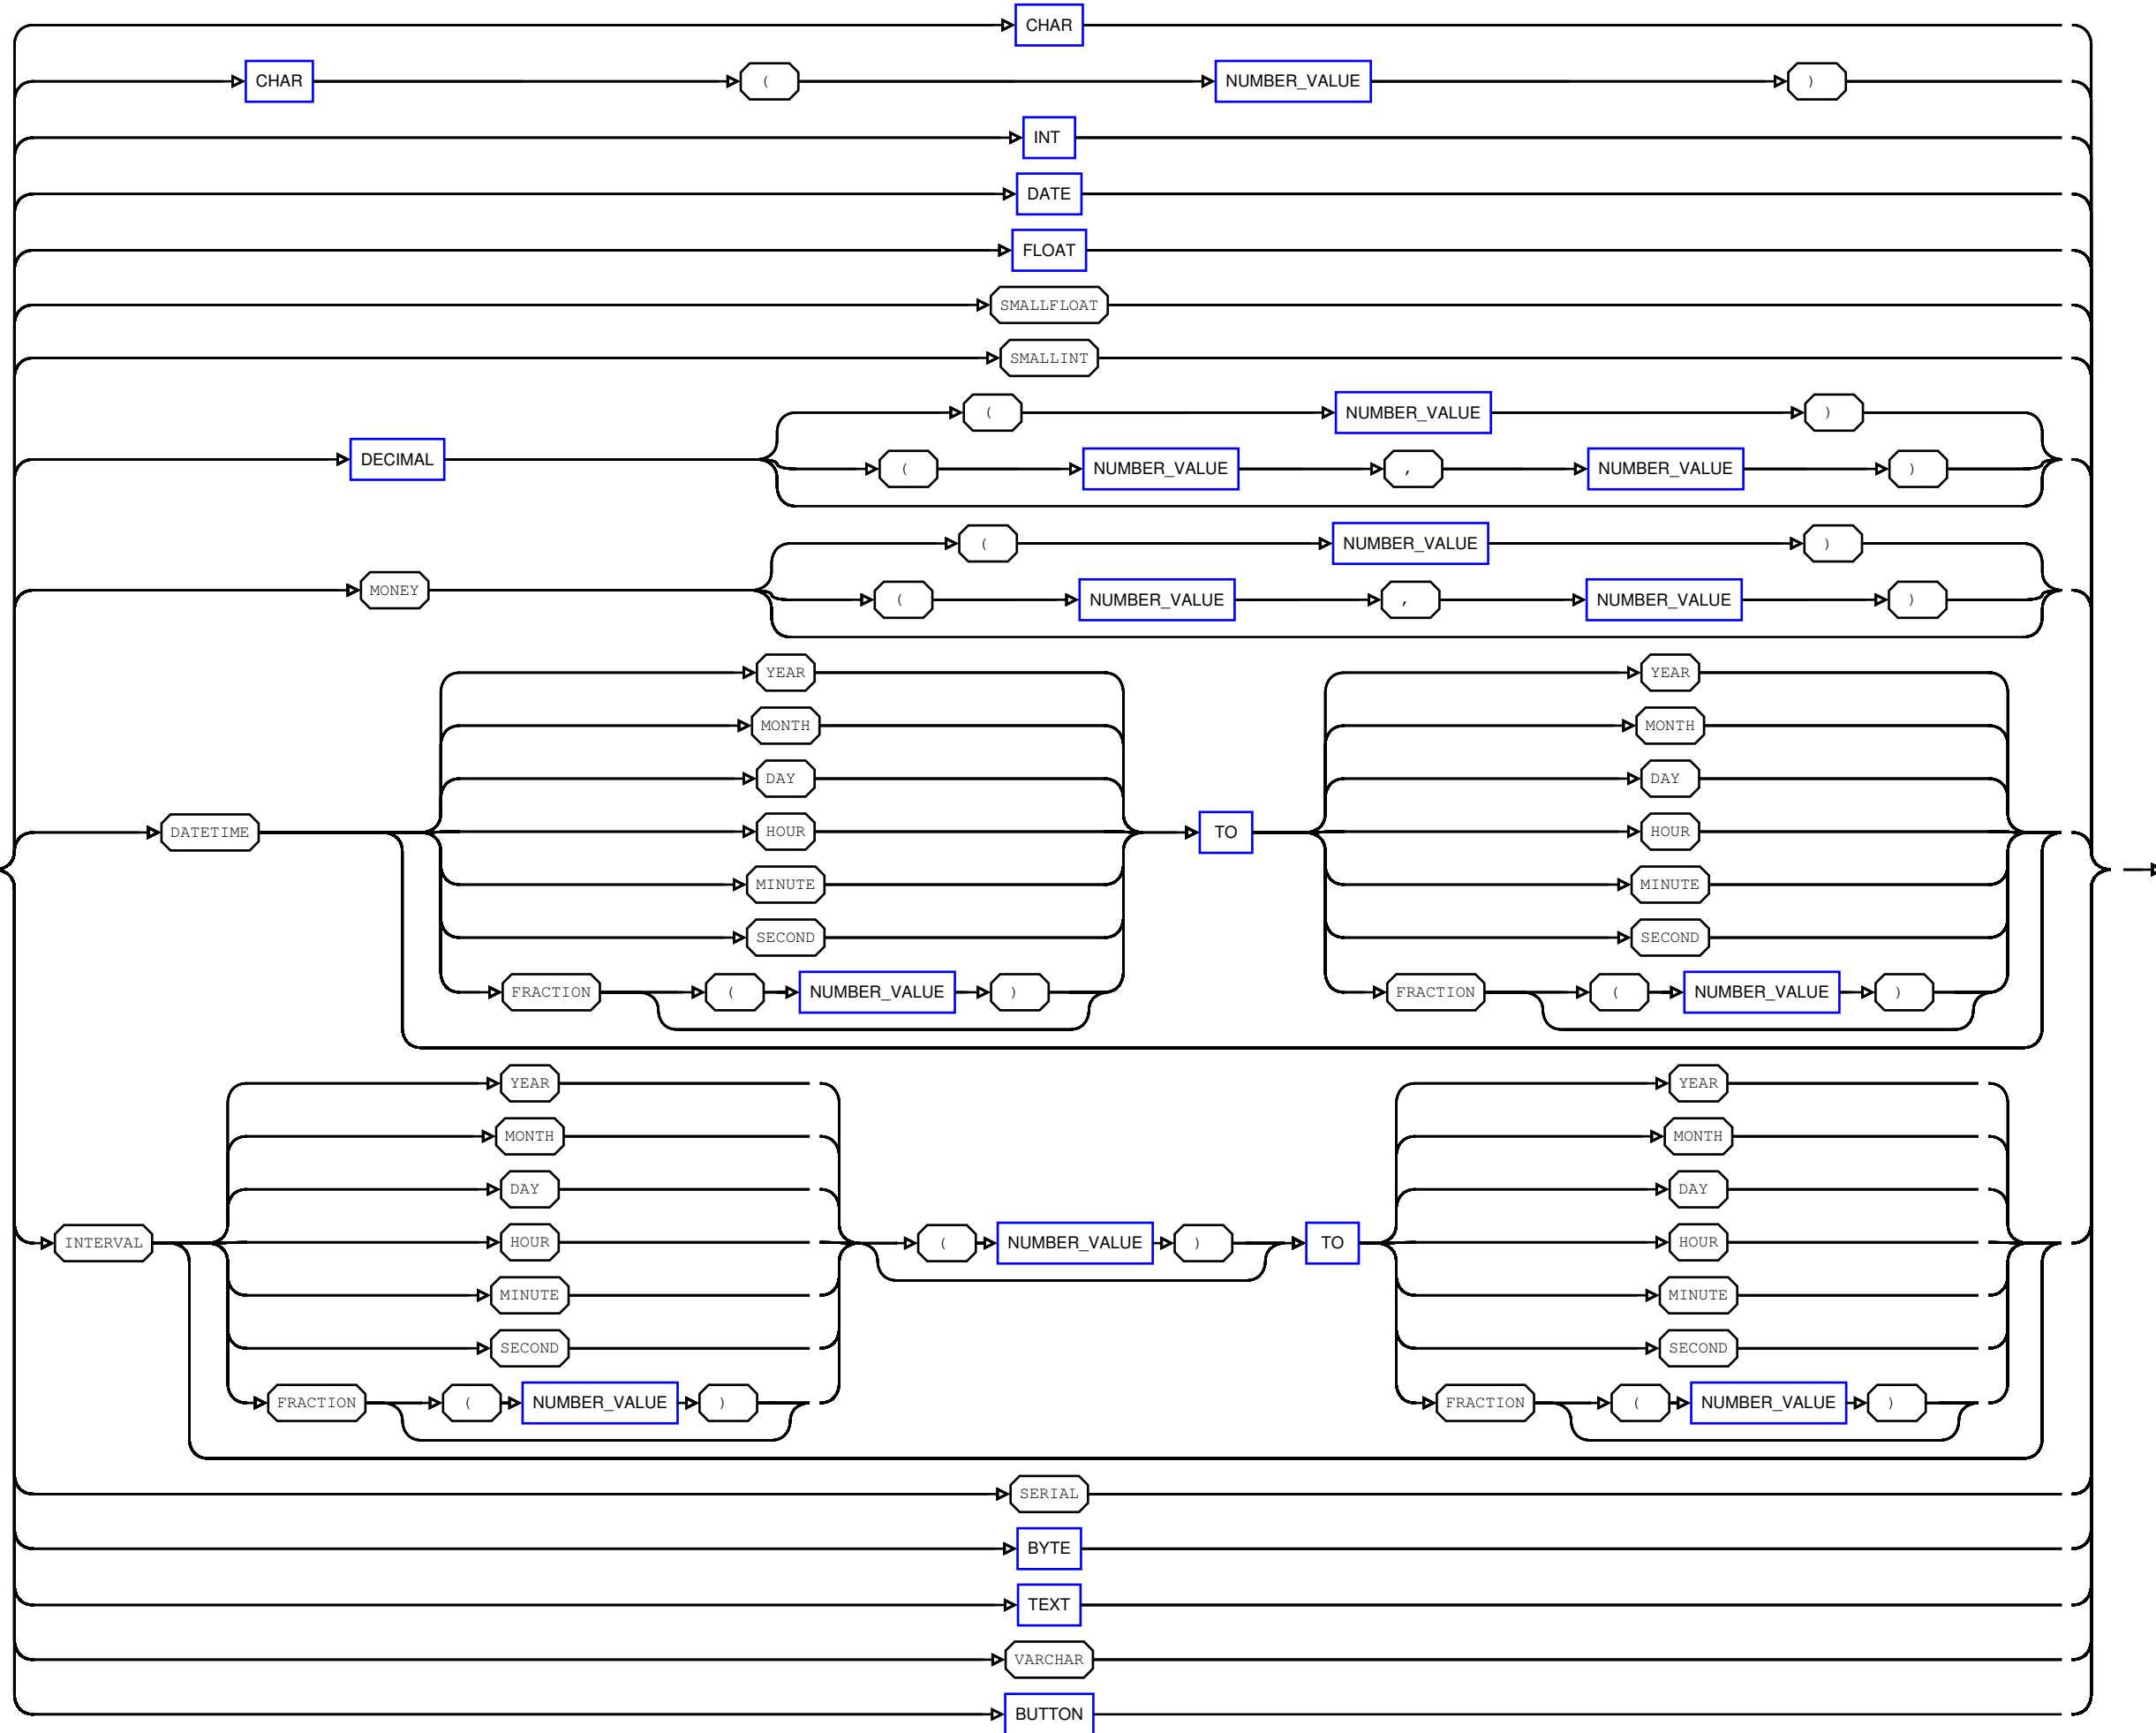 CHAR
CHAR ( NUMBER_VALUE )
INT
DATE
FLOAT
SMALLFLOAT
SMALLINT
( NUMBER_VALUE )
DECIMAL
( NUMBER_VALUE , NUMBER_VALUE )
( NUMBER_VALUE )
MONEY
( NUMBER_VALUE , NUMBER_VALUE )
YEAR YEAR
MONTH MONTH
DAY DAY
DATETIME HOUR TO HOUR
MINUTE MINUTE
SECOND SECOND
FRACTION ( NUMBER_VALUE ) FRACTION ( NUMBER_VALUE )
YEAR YEAR
MONTH MONTH
DAY DAY
INTERVAL HOUR ( NUMBER_VALUE ) TO HOUR
MINUTE MINUTE
SECOND SECOND
FRACTION ( NUMBER_VALUE ) FRACTION ( NUMBER_VALUE )
SERIAL
BYTE
TEXT
VARCHAR
BUTTON